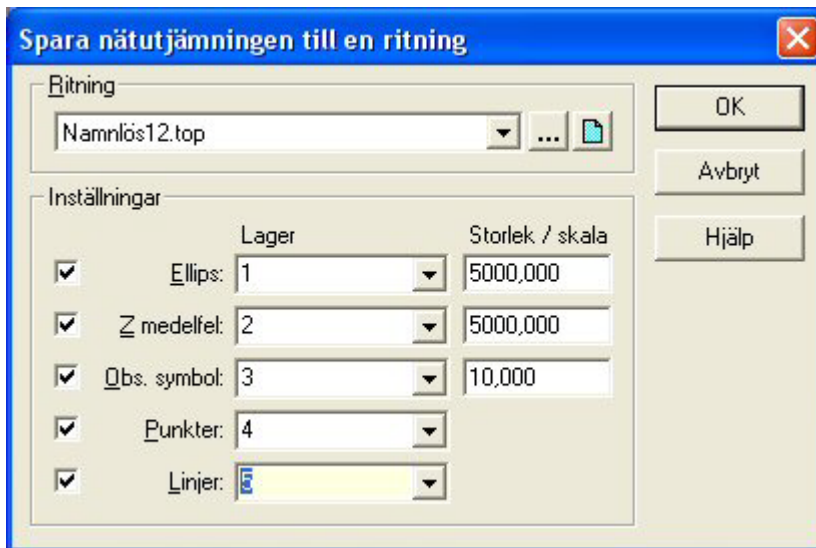 Spara nätutjämningen till en ritning
Ritning
Namnlös12.top
...
OK
Avbryt
Hjälp
Inställningar
Lager Storlek / skala
Ellips: 1 5000,000
Z medelfel: 2 5000,000
Obs. symbol: 3 10,000
Punkter: 4
Linjer: 5